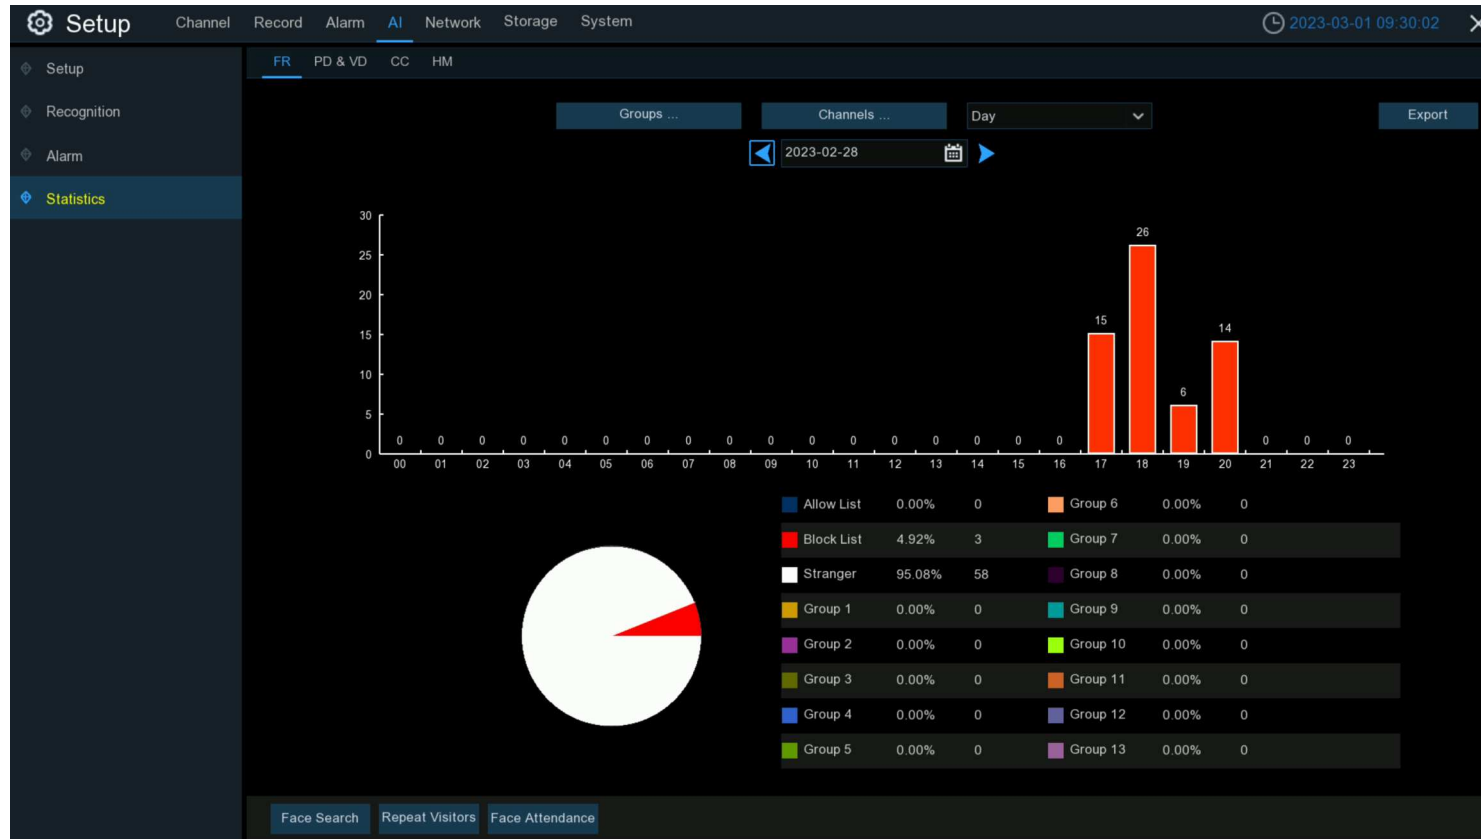 Setup Channel Record Alarm AI Network Storage System 2023-03-01 09:30:02
Setup
Recognition
Alarm
Statistics
FR PD & VD CC HM
Groups ... Channels ... Day Export
2023-02-28
30
25
20
15
10
5
0
0 0 0 0 0 0 0 0 0 0 0 0 0 0 0 0 0 15 26 6 14 0 0 0
00 01 02 03 04 05 06 07 08 09 10 11 12 13 14 15 16 17 18 19 20 21 22 23
Allow List 0.00% 0 Group 6 0.00% 0
Block List 4.92% 3 Group 7 0.00% 0
Stranger 95.08% 58 Group 8 0.00% 0
Group 1 0.00% 0 Group 9 0.00% 0
Group 2 0.00% 0 Group 10 0.00% 0
Group 3 0.00% 0 Group 11 0.00% 0
Group 4 0.00% 0 Group 12 0.00% 0
Group 5 0.00% 0 Group 13 0.00% 0
Face Search Repeat Visitors Face Attendance